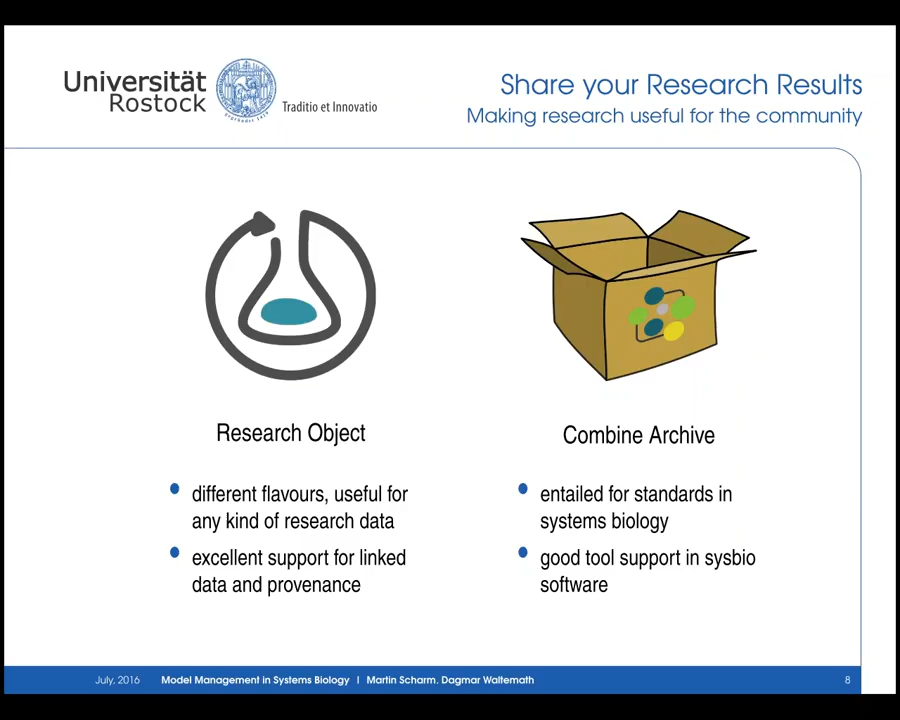 Universität
Rostock
Traditio et Innovatio
Share your Research Results
Making research useful for the community
Research Object
different flavours, useful for
any kind of research data
excellent support for linked
data and provenance
Combine Archive
entailed for standards in
systems biology
good tool support in sysbio
software
July, 2016 Model Management in Systems Biology | Martin Scharm, Dagmar Waltemath 8